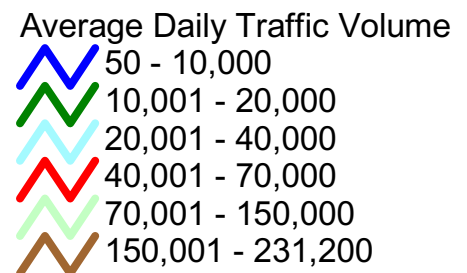 Average Daily Traffic Volume
50 - 10,000
10,001 - 20,000
20,001 - 40,000
40,001 - 70,000
70,001 - 150,000
150,001 - 231,200